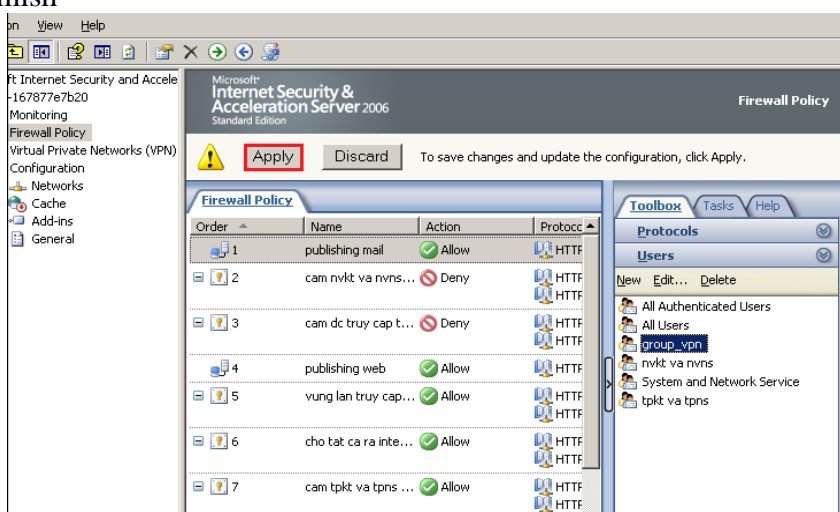 View Help
ft Internet Security and Accele
-167877e7b20
Monitoring
Firewall Policy
Virtual Private Networks (VPN)
Configuration
Networks
Cache
Add-ins
General
Microsoft
Internet Security &
Acceleration Server 2006
Standard Edition
Firewall Policy
Apply Discard To save changes and update the configuration, click Apply.
Firewall Policy
Order Name Action Protocc
1 publishing mail Allow HTTF
2 cam nvkt va nvns... Deny HTTF
HTTF
3 cam dc truy cap t... Deny HTTF
HTTF
4 publishing web Allow HTTF
5 vung lan truy cap... Allow HTTF
HTTF
6 cho tat ca ra inte... Allow HTTF
HTTF
7 cam tpkt va tpns ... Allow HTTF
HTTF
Toolbox Tasks Help
Protocols
Users
New Edit... Delete
All Authenticated Users
All Users
group_vpn
nvkt va nvns
System and Network Service
tpkt va tpns